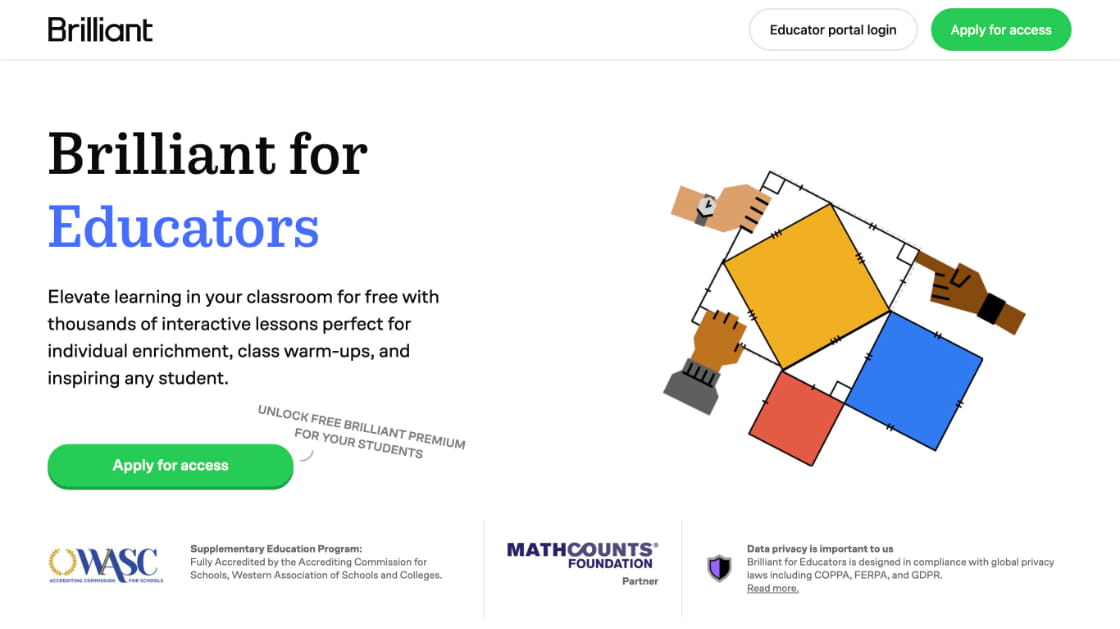 Brilliant
Educator portal login
Apply for access
Brilliant for
Educators
Elevate learning in your classroom for free with
thousands of interactive lessons perfect for
individual enrichment, class warm-ups, and
inspiring any student.
UNLOCK FREE BRILLIANT PREMIUM
FOR YOUR STUDENTS
Apply for access
WASC
ACCREDITING COMMISSION FOR SCHOOLS
Supplementary Education Program:
Fully Accredited by the Accrediting Commission for
Schools, Western Association of Schools and Colleges.
MATHCOUNTS®
FOUNDATION
Partner
Data privacy is important to us
Brilliant for Educators is designed in compliance with global privacy
laws including COPPA, FERPA, and GDPR.
Read more.